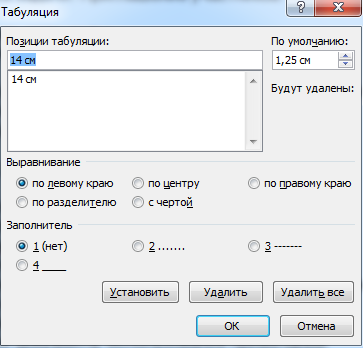 Табуляция
Позиции табуляции:
По умолчанию:
14 см
1,25 см
14 см
Будут удалены:
Выравнивание
по левому краю
по центру
по правому краю
по разделителю
с чертой
Заполнитель
1 (нет)
2 .......
3 -------
4 ____
Установить
Удалить
Удалить все
ОК
Отмена